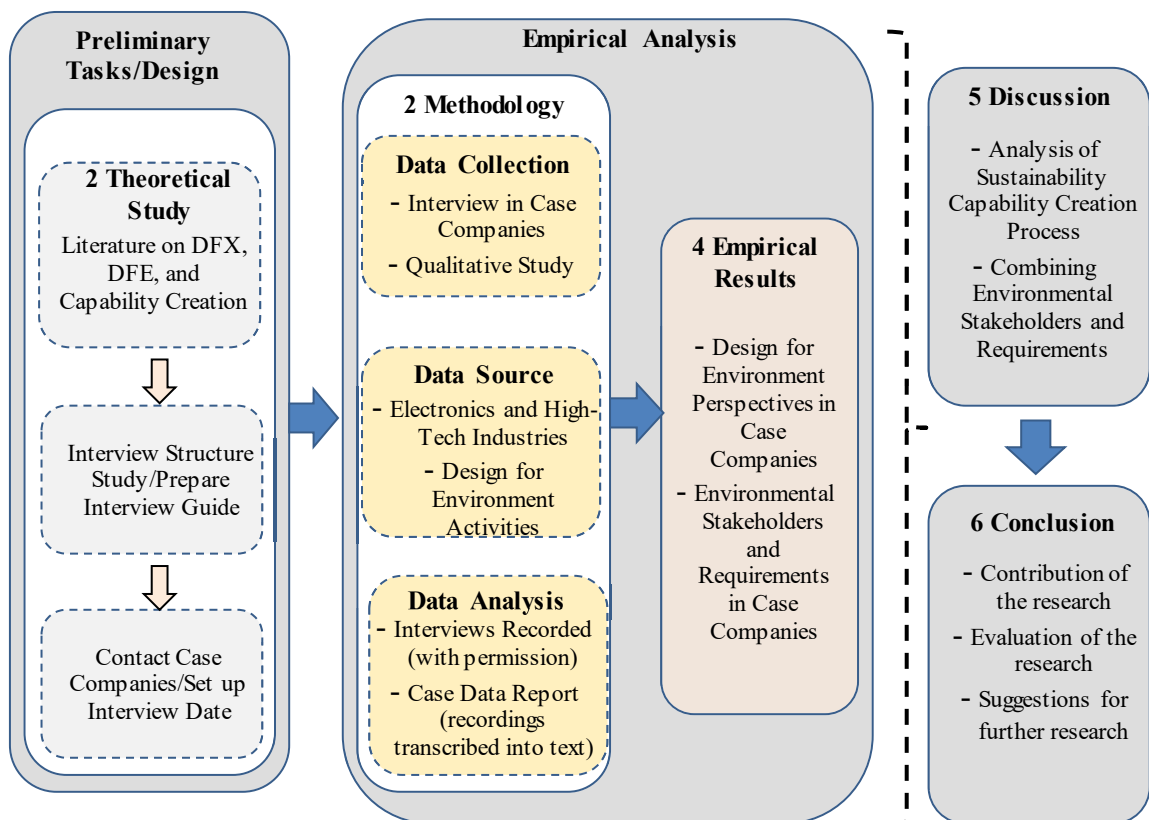 Preliminary
Tasks/Design
2 Theoretical
Study
Literature on DFX,
DFE, and
Capability Creation
Interview Structure
Study/Prepare
Interview Guide
Contact Case
Companies/Set up
Interview Date
Empirical Analysis
2 Methodology
Data Collection
- Interview in Case
Companies
- Qualitative Study
Data Source
- Electronics and High-
Tech Industries
- Design for
Environment
Activities
Data Analysis
- Interviews Recorded
(with permission)
- Case Data Report
(recordings
transcribed into text)
4 Empirical
Results
- Design for
Environment
Perspectives in
Case
Companies
- Environmental
Stakeholders
and
Requirements
in Case
Companies
5 Discussion
- Analysis of
Sustainability
Capability Creation
Process
- Combining
Environmental
Stakeholders and
Requirements
6 Conclusion
- Contribution of
the research
- Evaluation of the
research
- Suggestions for
further research